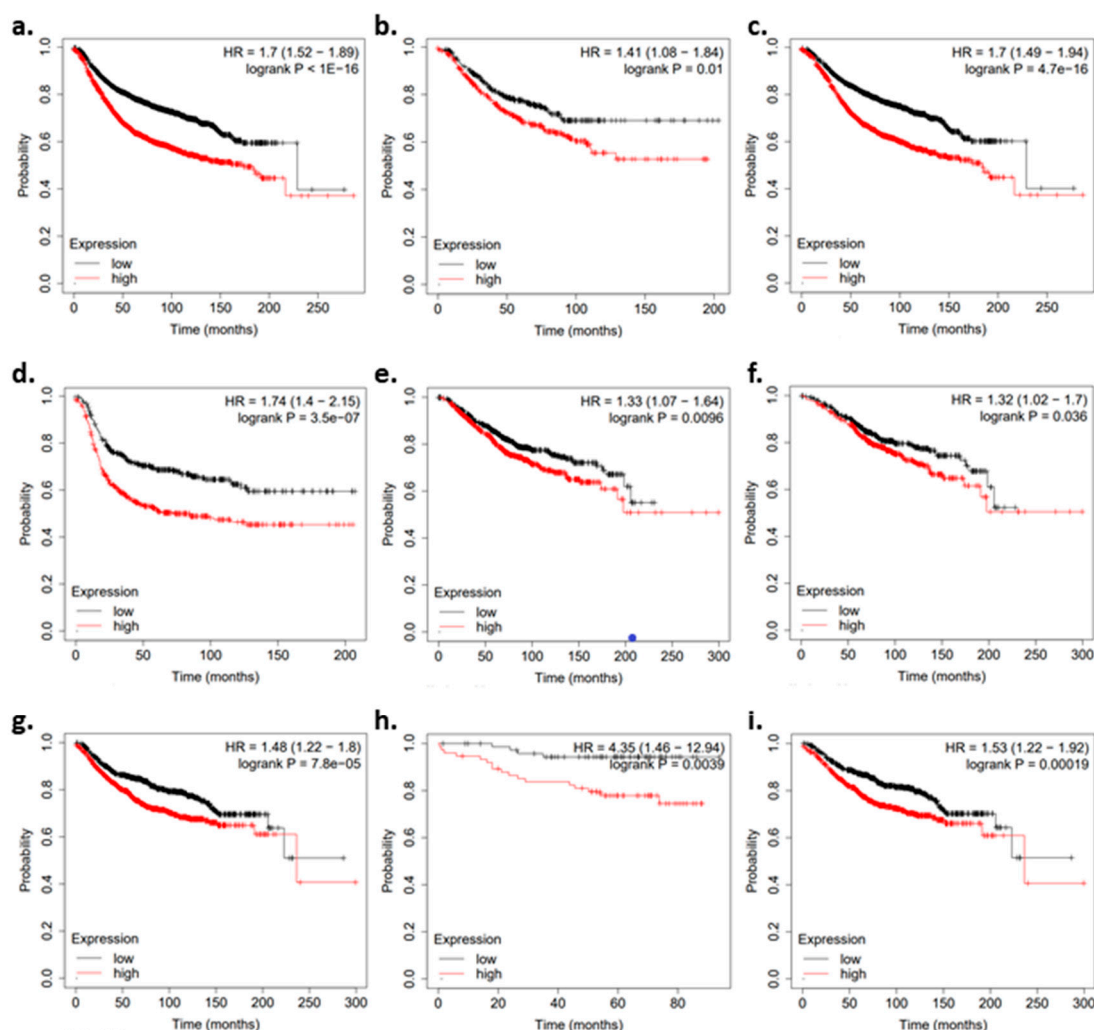 a.
HR = 1.7 (1.52 − 1.89)
logrank P < 1E−16
Probability
1.0
0.8
0.6
0.4
0.2
0.0
Expression
low
high
0 50 100 150 200 250
Time (months)
b.
HR = 1.41 (1.08 − 1.84)
logrank P = 0.01
Probability
1.0
0.8
0.6
0.4
0.2
0.0
Expression
low
high
0 50 100 150 200
Time (months)
c.
HR = 1.7 (1.49 − 1.94)
logrank P = 4.7e−16
Probability
1.0
0.8
0.6
0.4
0.2
0.0
Expression
low
high
0 50 100 150 200 250
Time (months)
d.
HR = 1.74 (1.4 − 2.15)
logrank P = 3.5e−07
Probability
1.0
0.8
0.6
0.4
0.2
0.0
Expression
low
high
0 50 100 150 200
Time (months)
e.
HR = 1.33 (1.07 − 1.64)
logrank P = 0.0096
Probability
1.0
0.8
0.6
0.4
0.2
0.0
Expression
low
high
0 50 100 150 200 250 300
Time (months)
f.
HR = 1.32 (1.02 − 1.7)
logrank P = 0.036
Probability
1.0
0.8
0.6
0.4
0.2
0.0
Expression
low
high
0 50 100 150 200 250 300
Time (months)
g.
HR = 1.48 (1.22 − 1.8)
logrank P = 7.8e−05
Probability
1.0
0.8
0.6
0.4
0.2
0.0
Expression
low
high
0 50 100 150 200 250 300
Time (months)
h.
HR = 4.35 (1.46 − 12.94)
logrank P = 0.0039
Probability
1.0
0.8
0.6
0.4
0.2
0.0
Expression
low
high
0 20 40 60 80
Time (months)
i.
HR = 1.53 (1.22 − 1.92)
logrank P = 0.00019
Probability
1.0
0.8
0.6
0.4
0.2
0.0
Expression
low
high
0 50 100 150 200 250 300
Time (months)